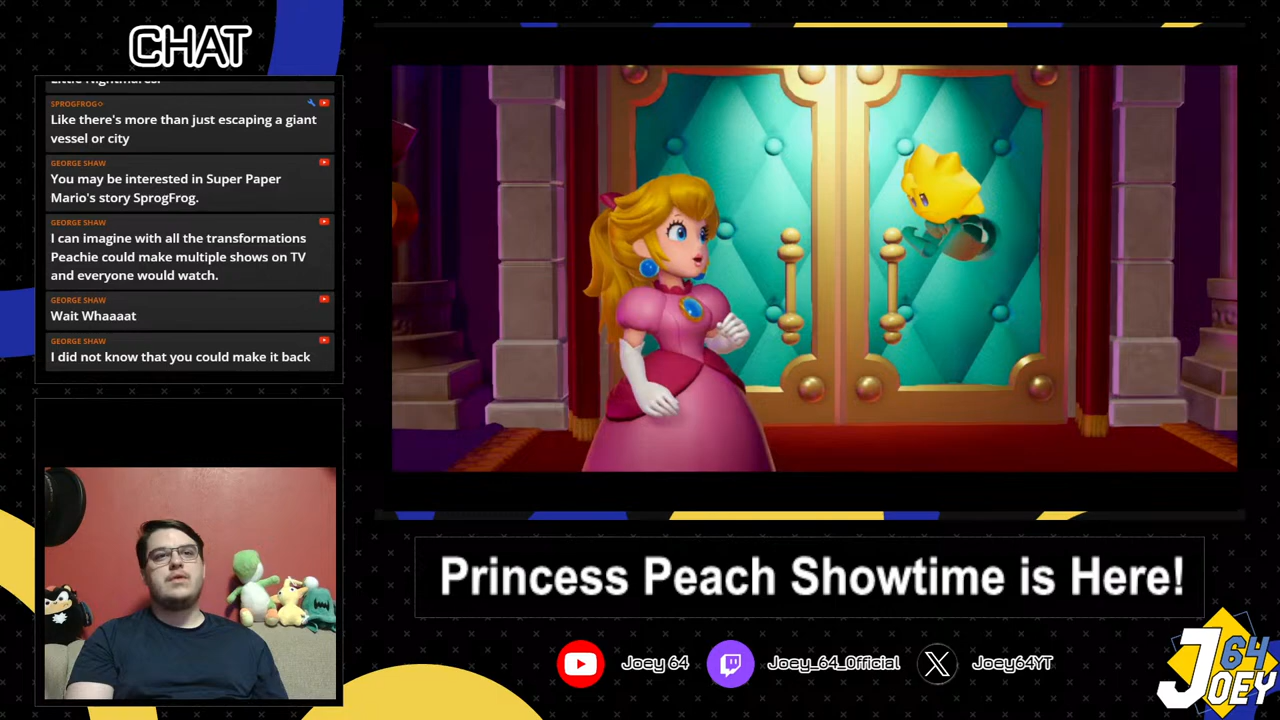 CHAT
Little Nightmares.
SPROGFROG
Like there's more than just escaping a giant
vessel or city
GEORGE SHAW
You may be interested in Super Paper
Mario's story SprogFrog.
GEORGE SHAW
I can imagine with all the transformations
Peachie could make multiple shows on TV
and everyone would watch.
GEORGE SHAW
Wait Whaaaat
GEORGE SHAW
I did not know that you could make it back
Princess Peach Showtime is Here!
Joey 64
Joey_64_Official
Joey64YT
64
JOEY